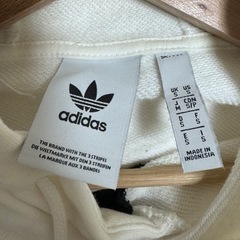 adidas
THE BRAND WITH THE 3 STRIPES
DIE WELTMARKE MIT DEN 3 STREIFEN
LA MARQUE AUX 3 BANDES
UK S US S
J M CDN S/P
D S F S
E S I S
MADE IN
INDONESIA